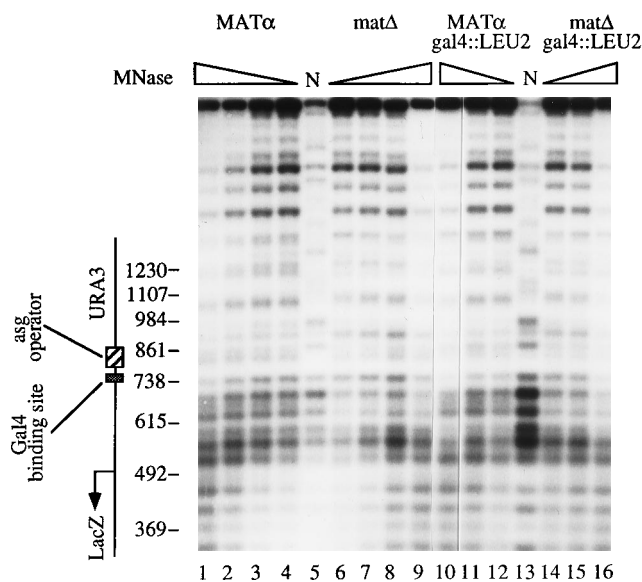 MATα matΔ MATα matΔ
gal4::LEU2 gal4::LEU2
MNase N N
URA3
asg
operator
Gal4
binding site
LacZ
1230–
1107–
984–
861–
738–
615–
492–
369–
1 2 3 4 5 6 7 8 9 10 11 12 13 14 15 16